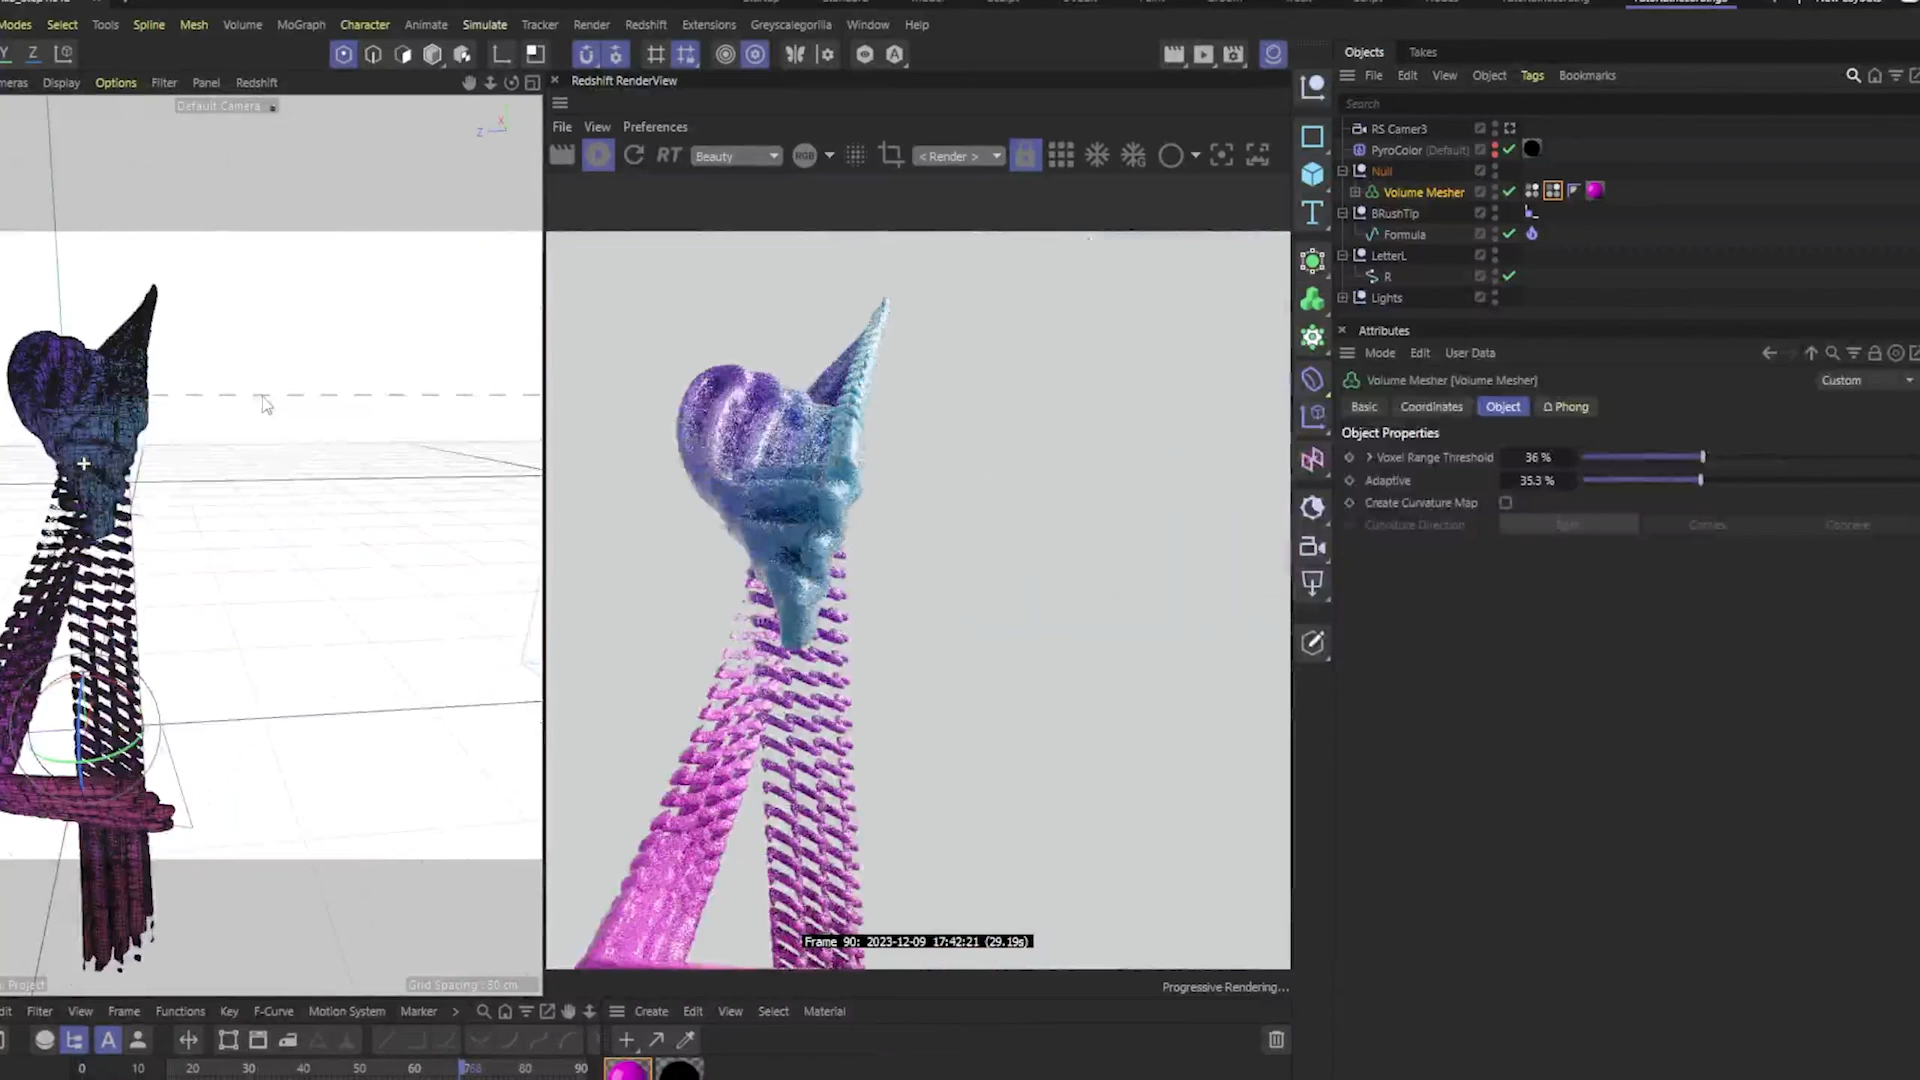 Modes Select Tools Spline Mesh Volume MoGraph Character Animate Simulate Tracker Render Redshift Extensions Greyscalegorilla Window Help
Y Z
Display Options Filter Panel Redshift
Default Camera
X
Z
Grid Spacing : 50 cm
Redshift RenderView
File View Preferences
RT Beauty RGB < Render >
Frame 90: 2023-12-09 17:42:21 (29.19s)
Progressive Rendering...
Objects Takes
File Edit View Object Tags Bookmarks
Search
RS Camer3
PyroColor (Default)
Null
Volume Mesher
BRushTip
Formula
LetterL
R
Lights
Attributes
Mode Edit User Data
Volume Mesher [Volume Mesher]
Custom
Basic Coordinates Object Phong
Object Properties
Voxel Range Threshold 36 %
Adaptive 35.3 %
Create Curvature Map
Curvature Direction
Filter View Frame Functions Key F-Curve Motion System Marker >
A
0 10 20 30 40 50 60 80 90
Create Edit View Select Material